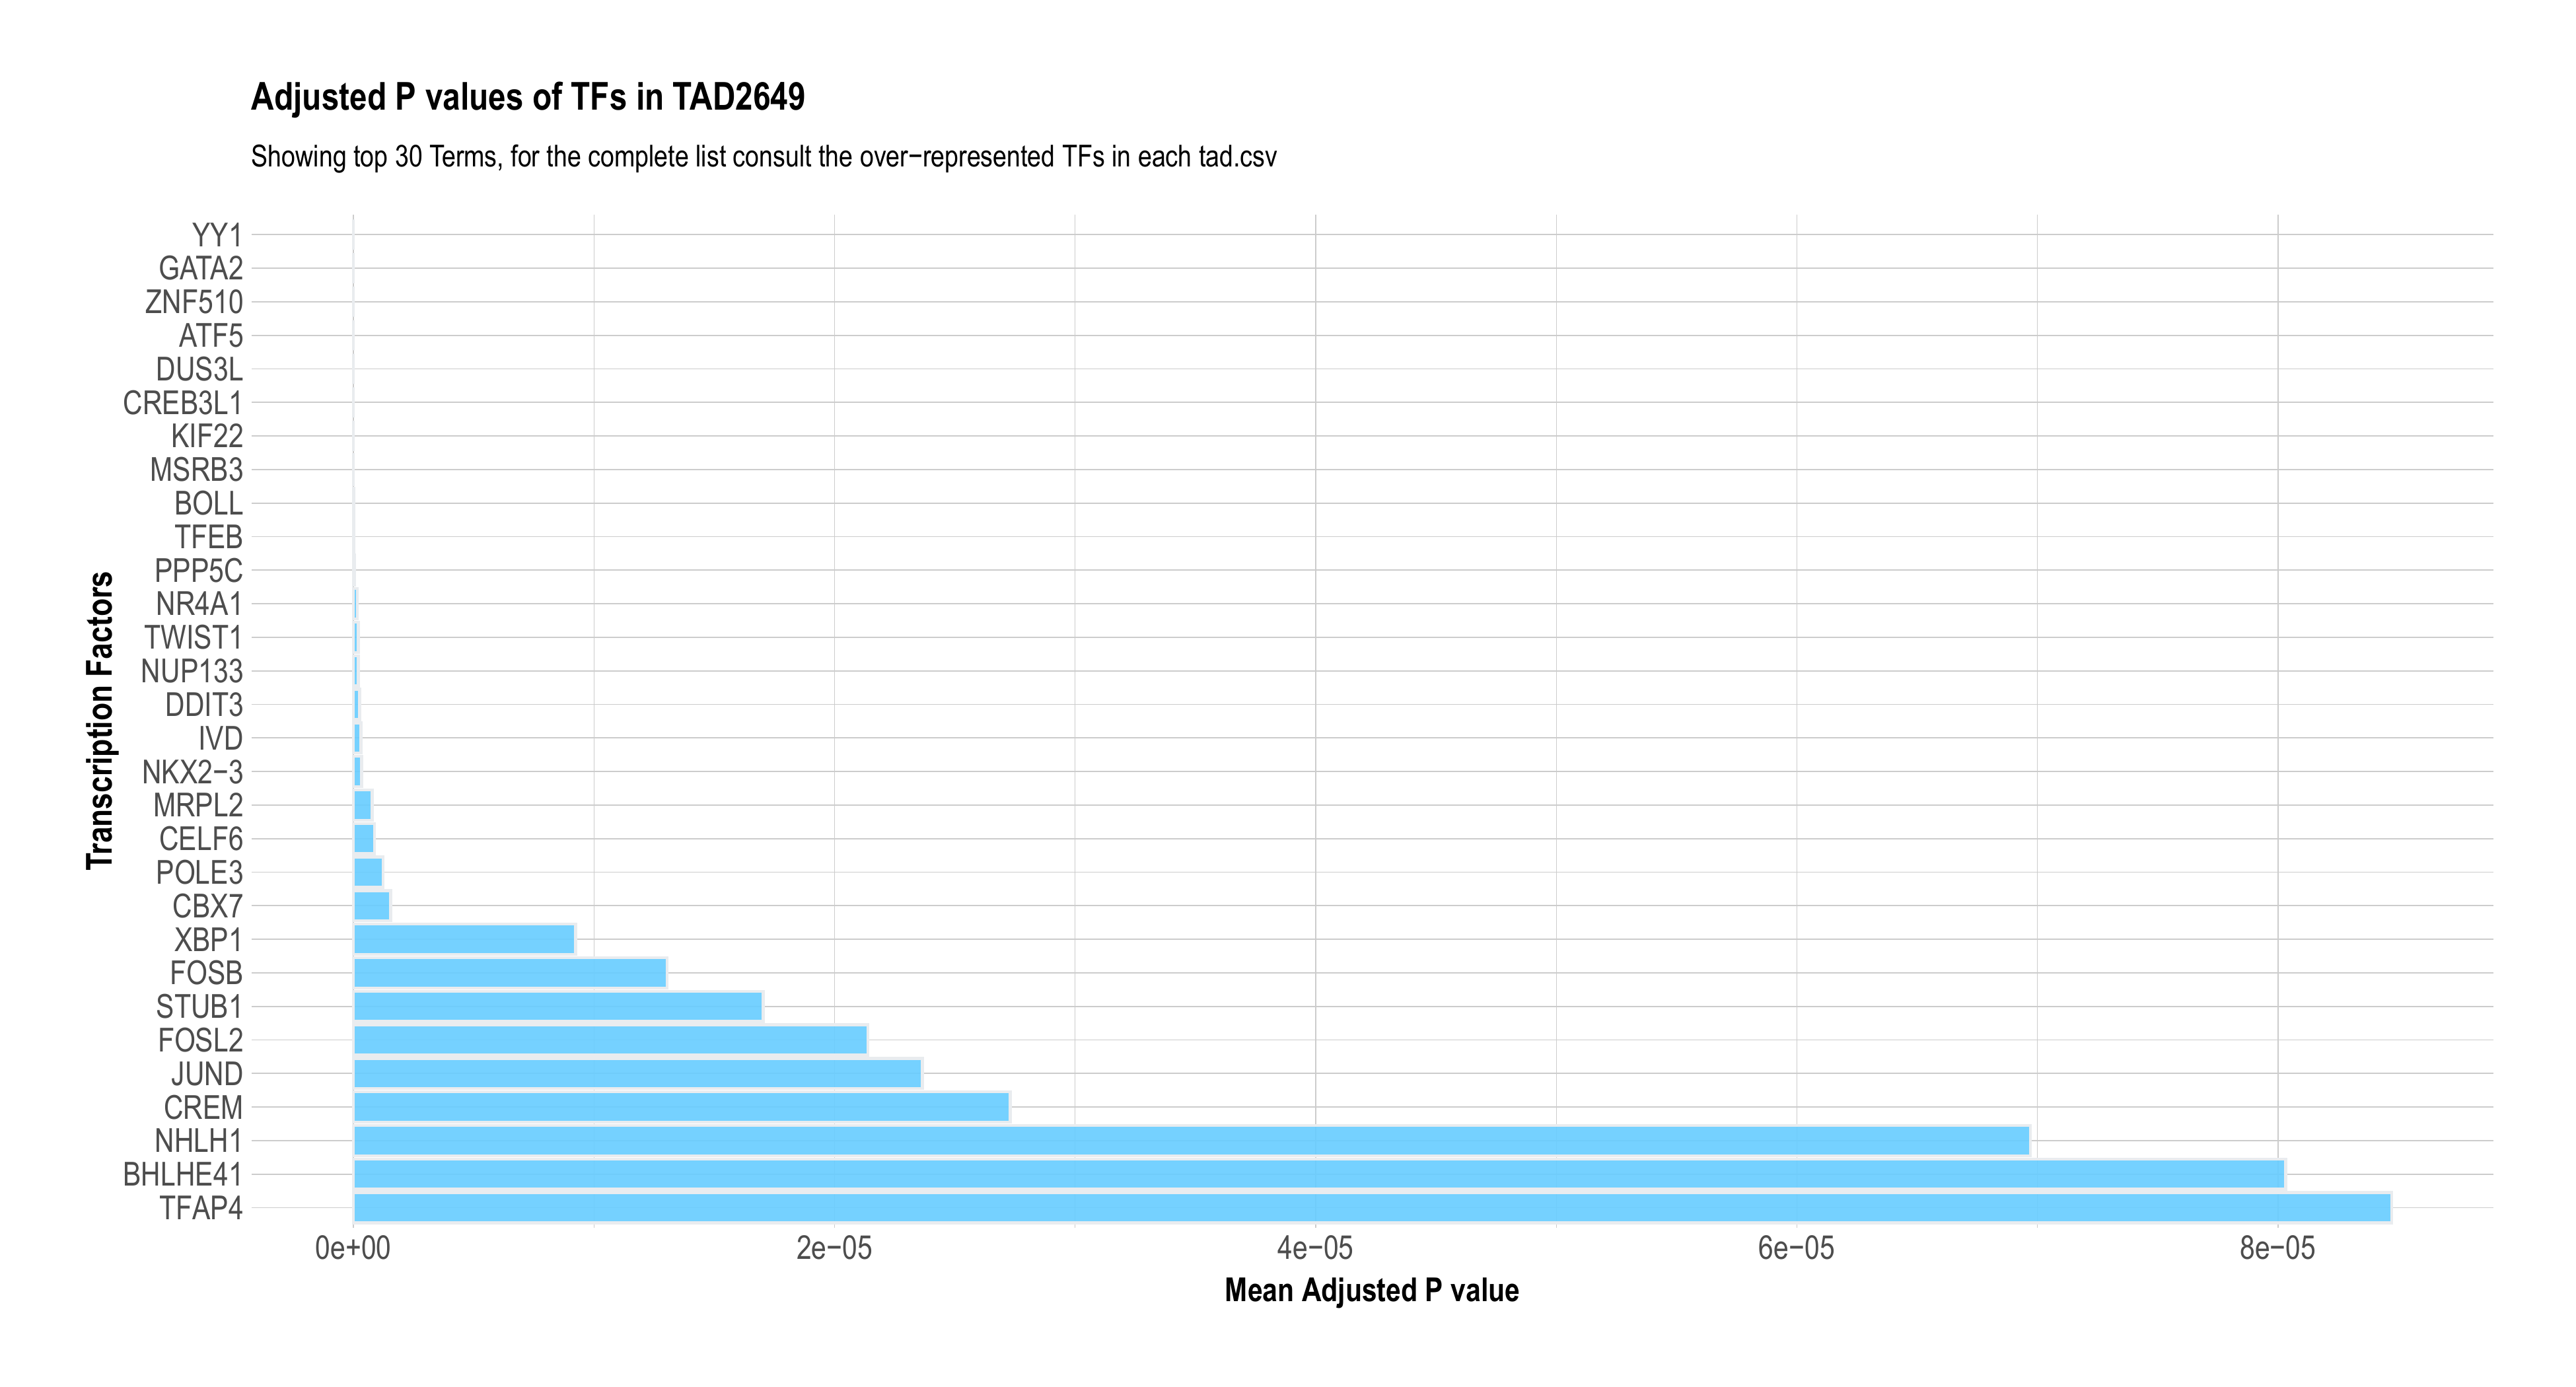 Adjusted P values of TFs in TAD2649
Showing top 30 Terms, for the complete list consult the over−represented TFs in each tad.csv
Transcription Factors
YY1
GATA2
ZNF510
ATF5
DUS3L
CREB3L1
KIF22
MSRB3
BOLL
TFEB
PPP5C
NR4A1
TWIST1
NUP133
DDIT3
IVD
NKX2−3
MRPL2
CELF6
POLE3
CBX7
XBP1
FOSB
STUB1
FOSL2
JUND
CREM
NHLH1
BHLHE41
TFAP4
0e+00 2e−05 4e−05 6e−05 8e−05
Mean Adjusted P value